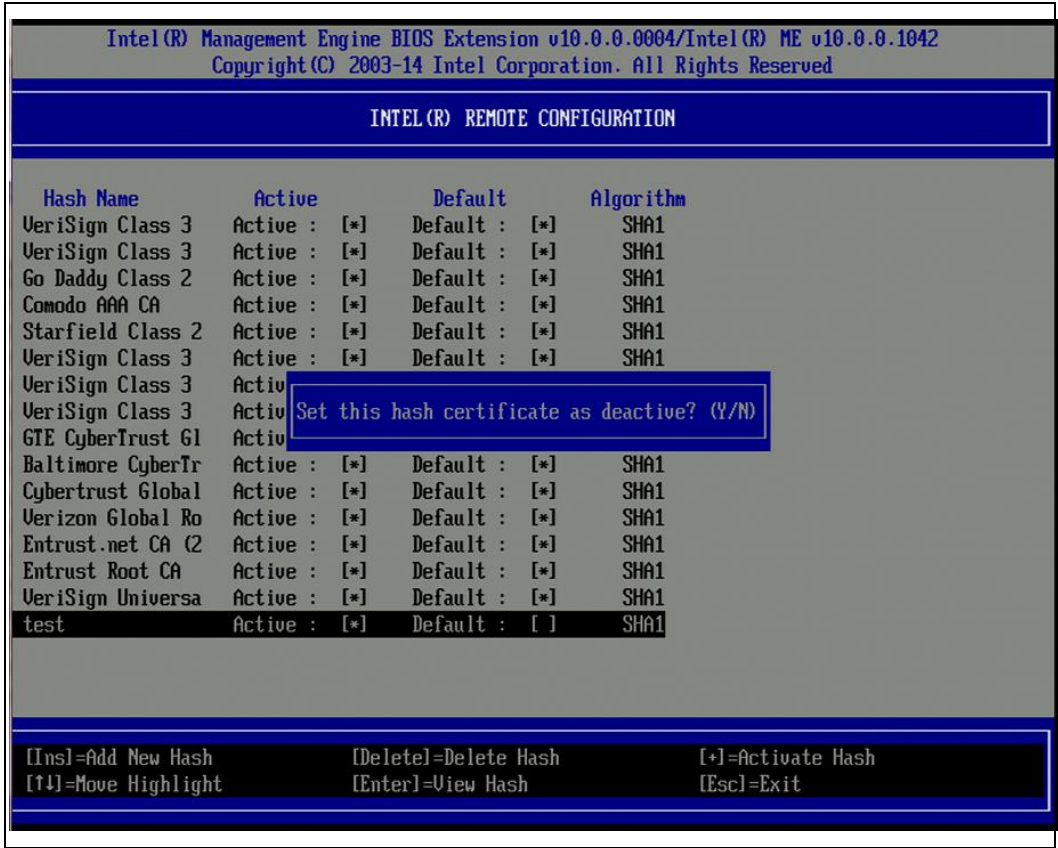 Intel(R) Management Engine BIOS Extension v10.0.0.0004/Intel(R) ME v10.0.0.1042
Copyright(C) 2003-14 Intel Corporation. All Rights Reserved
INTEL(R) REMOTE CONFIGURATION
Hash Name Active Default Algorithm
VeriSign Class 3 Active : [*] Default : [*] SHA1
VeriSign Class 3 Active : [*] Default : [*] SHA1
Go Daddy Class 2 Active : [*] Default : [*] SHA1
Comodo AAA CA Active : [*] Default : [*] SHA1
Starfield Class 2 Active : [*] Default : [*] SHA1
VeriSign Class 3 Active : [*] Default : [*] SHA1
VeriSign Class 3 Activ
VeriSign Class 3 Activ
Set this hash certificate as deactive? (Y/N)
GTE CyberTrust Gl Activ
Baltimore CyberTr Active : [*] Default : [*] SHA1
Cybertrust Global Active : [*] Default : [*] SHA1
Verizon Global Ro Active : [*] Default : [*] SHA1
Entrust.net CA (2 Active : [*] Default : [*] SHA1
Entrust Root CA Active : [*] Default : [*] SHA1
VeriSign Universa Active : [*] Default : [*] SHA1
test Active : [*] Default : [ ] SHA1
[Ins]=Add New Hash [Delete]=Delete Hash [+]=Activate Hash
[↑↓]=Move Highlight [Enter]=View Hash [Esc]=Exit